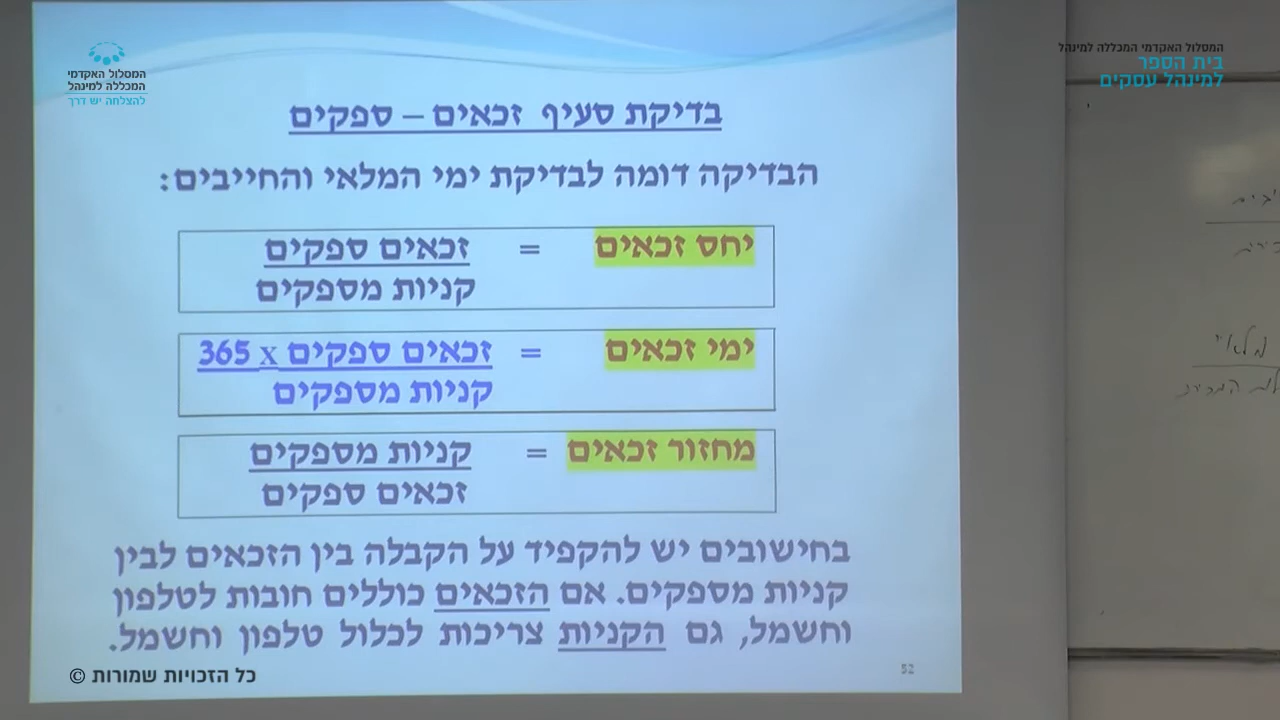 המסלול האקדמי
המכללה למינהל
להצלחה יש דרך
המסלול האקדמי המכללה למינהל
בית הספר
למינהל עסקים
בדיקת סעיף זכאים – ספקים
הבדיקה דומה לבדיקת ימי המלאי והחייבים:
יחס זכאים = זכאים ספקים
קניות מספקים
ימי זכאים = זכאים ספקים x 365
קניות מספקים
מחזור זכאים = קניות מספקים
זכאים ספקים
בחישובים יש להקפיד על הקבלה בין הזכאים לבין
קניות מספקים. אם הזכאים כוללים חובות לטלפון
וחשמל, גם הקניות צריכות לכלול טלפון וחשמל.
כל הזכויות שמורות ©
52